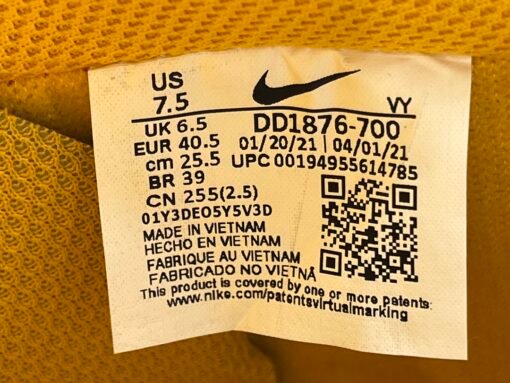 US
7.5
VY
UK 6.5
DD1876-700
EUR 40.5
01/20/21 | 04/01/21
cm 25.5
UPC 00194955614785
BR 39
CN 255(2.5)
01Y3DEO5Y5V3D
MADE IN VIETNAM
HECHO EN VIETNAM
FABRIQUE AU VIETNAM
FABRICADO NO VIETNÃ
This product is covered by one or more patents:
www.nike.com/patentsvirtualmarking